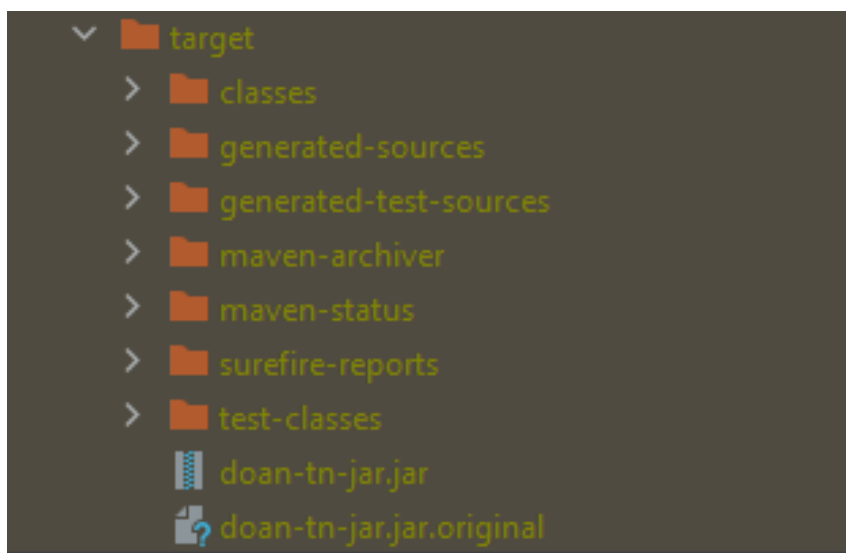 target
classes
generated-sources
generated-test-sources
maven-archiver
maven-status
surefire-reports
test-classes
doan-tn-jar.jar
doan-tn-jar.jar.original